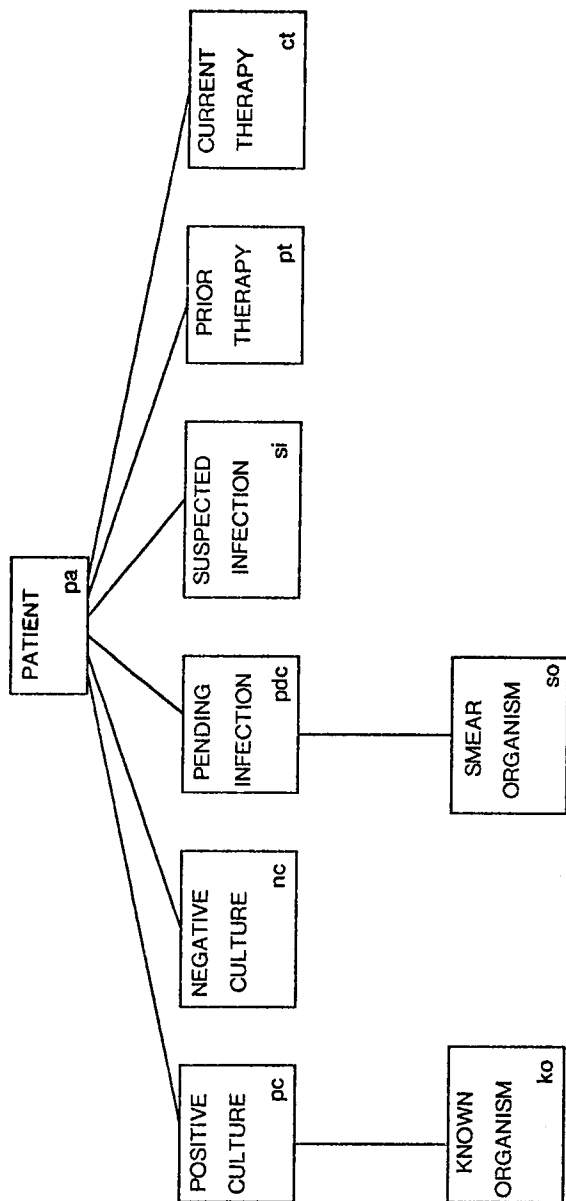 PATIENT
pa
POSITIVE
CULTURE
pc
NEGATIVE
CULTURE
nc
PENDING
INFECTION
pdc
SUSPECTED
INFECTION
si
PRIOR
THERAPY
pt
CURRENT
THERAPY
ct
KNOWN
ORGANISM
ko
SMEAR
ORGANISM
so